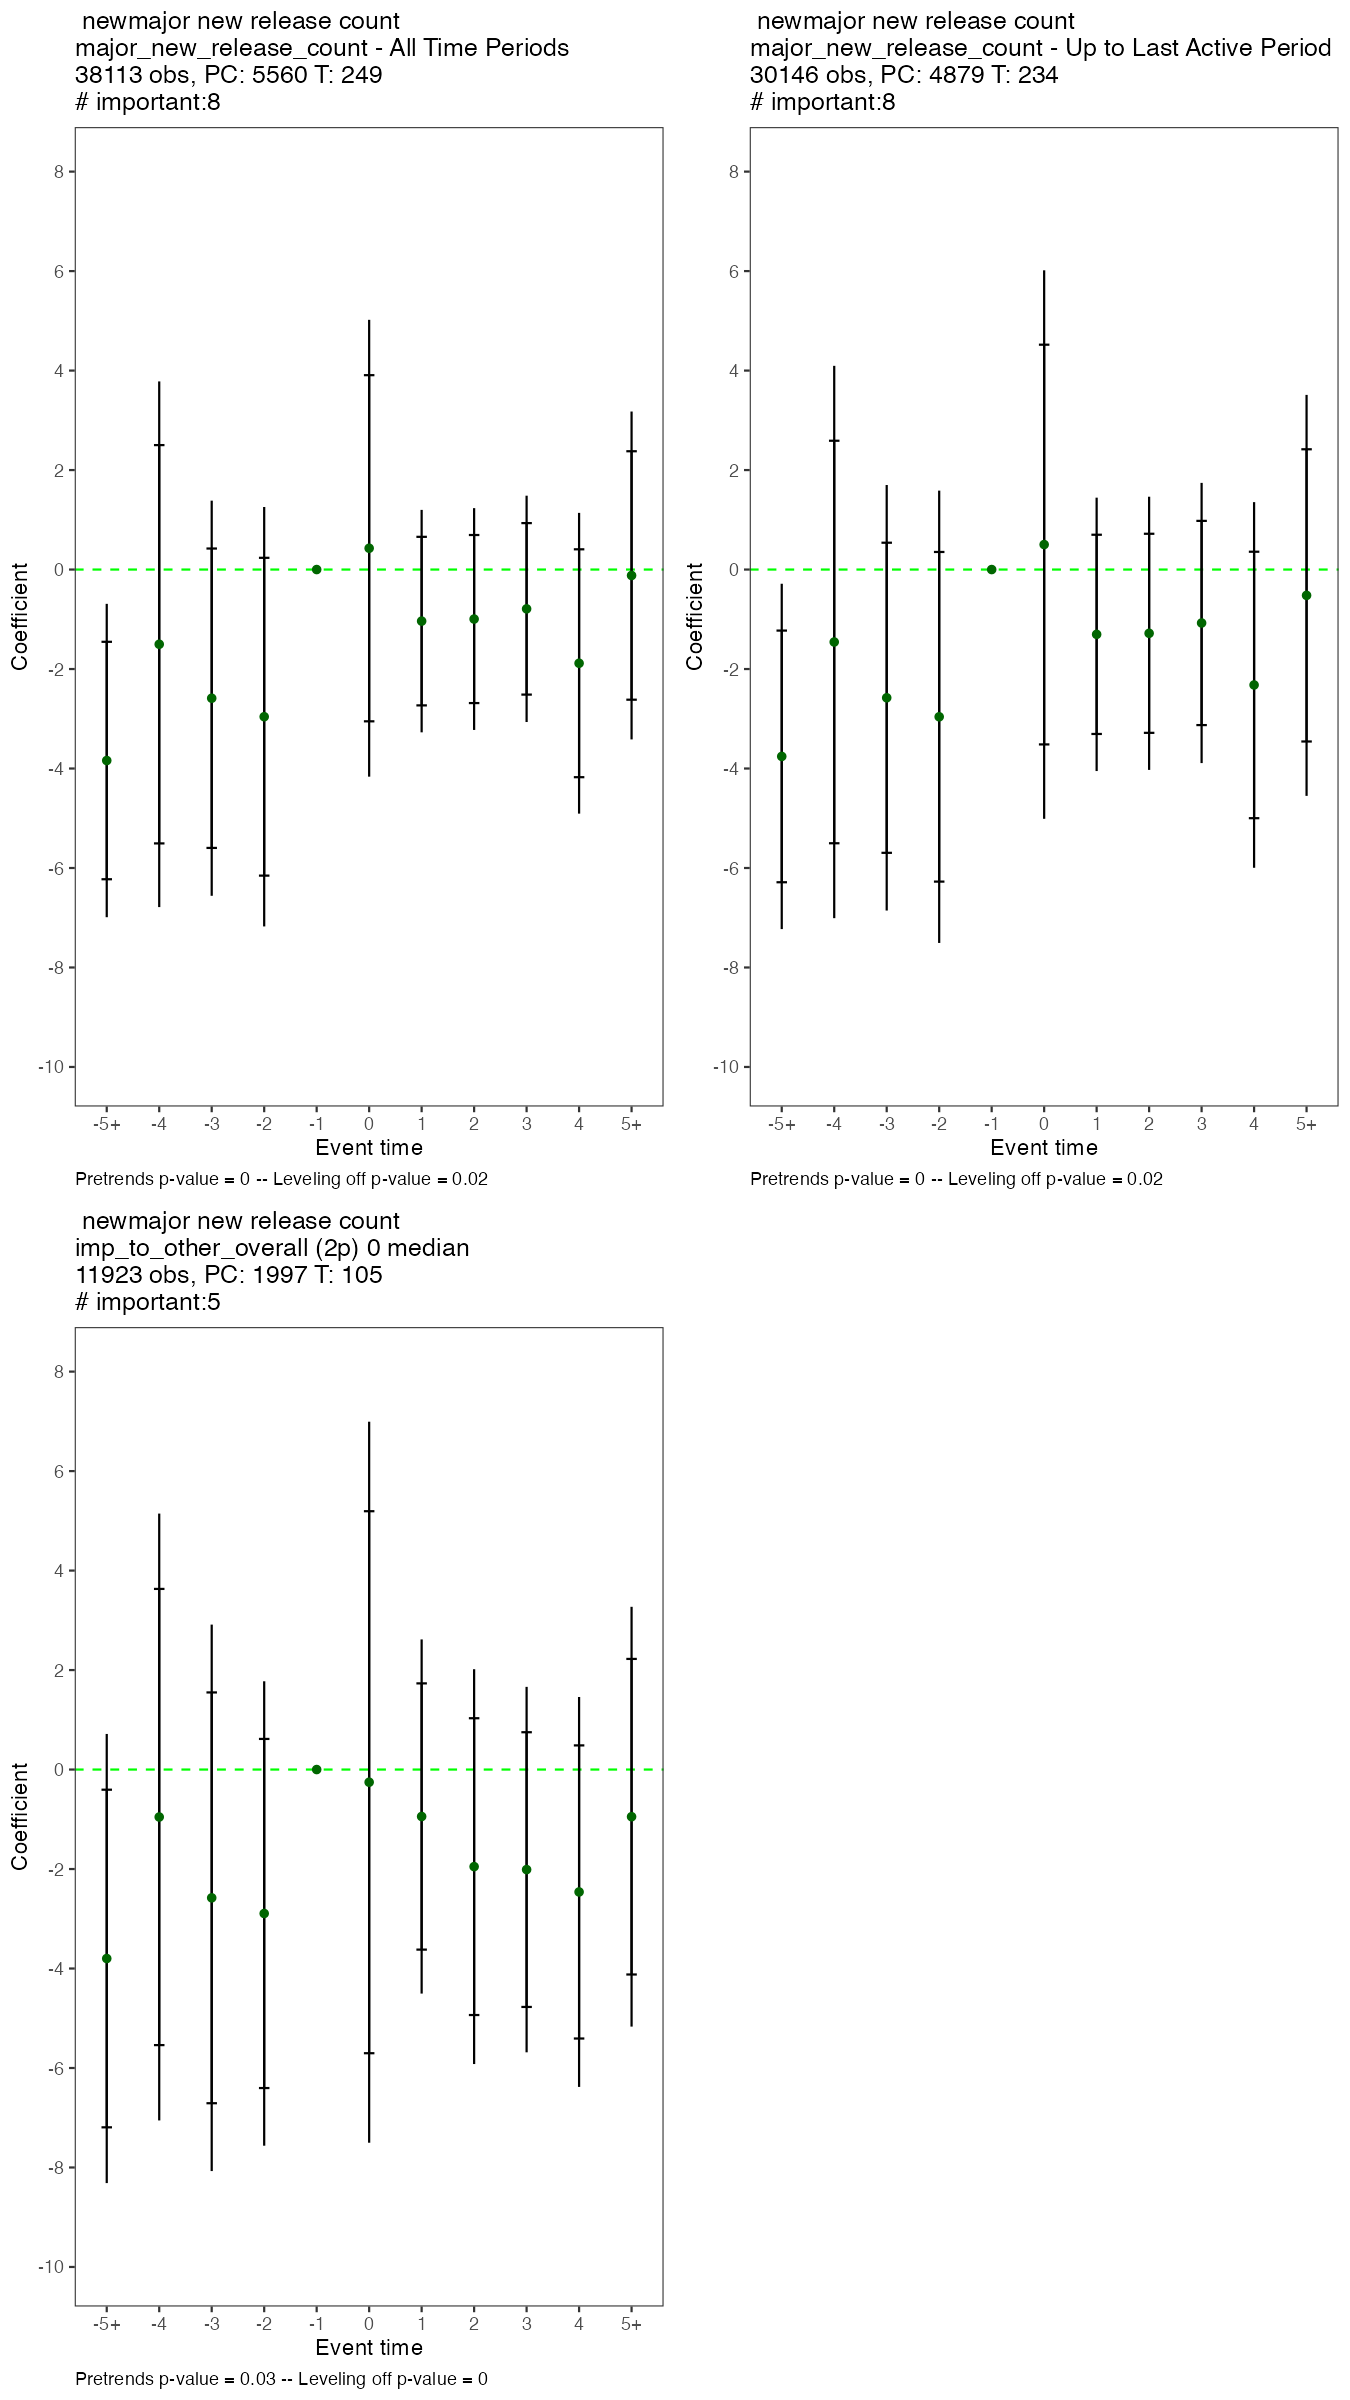 newmajor new release count
major_new_release_count - All Time Periods
38113 obs, PC: 5560 T: 249
# important:8
8
6
4
2
0
-2
-4
-6
-8
-10
Coefficient
-5+ -4 -3 -2 -1 0 1 2 3 4 5+
Event time
Pretrends p-value = 0 -- Leveling off p-value = 0.02
newmajor new release count
major_new_release_count - Up to Last Active Period
30146 obs, PC: 4879 T: 234
# important:8
8
6
4
2
0
-2
-4
-6
-8
-10
Coefficient
-5+ -4 -3 -2 -1 0 1 2 3 4 5+
Event time
Pretrends p-value = 0 -- Leveling off p-value = 0.02
newmajor new release count
imp_to_other_overall (2p) 0 median
11923 obs, PC: 1997 T: 105
# important:5
8
6
4
2
0
-2
-4
-6
-8
-10
Coefficient
-5+ -4 -3 -2 -1 0 1 2 3 4 5+
Event time
Pretrends p-value = 0.03 -- Leveling off p-value = 0